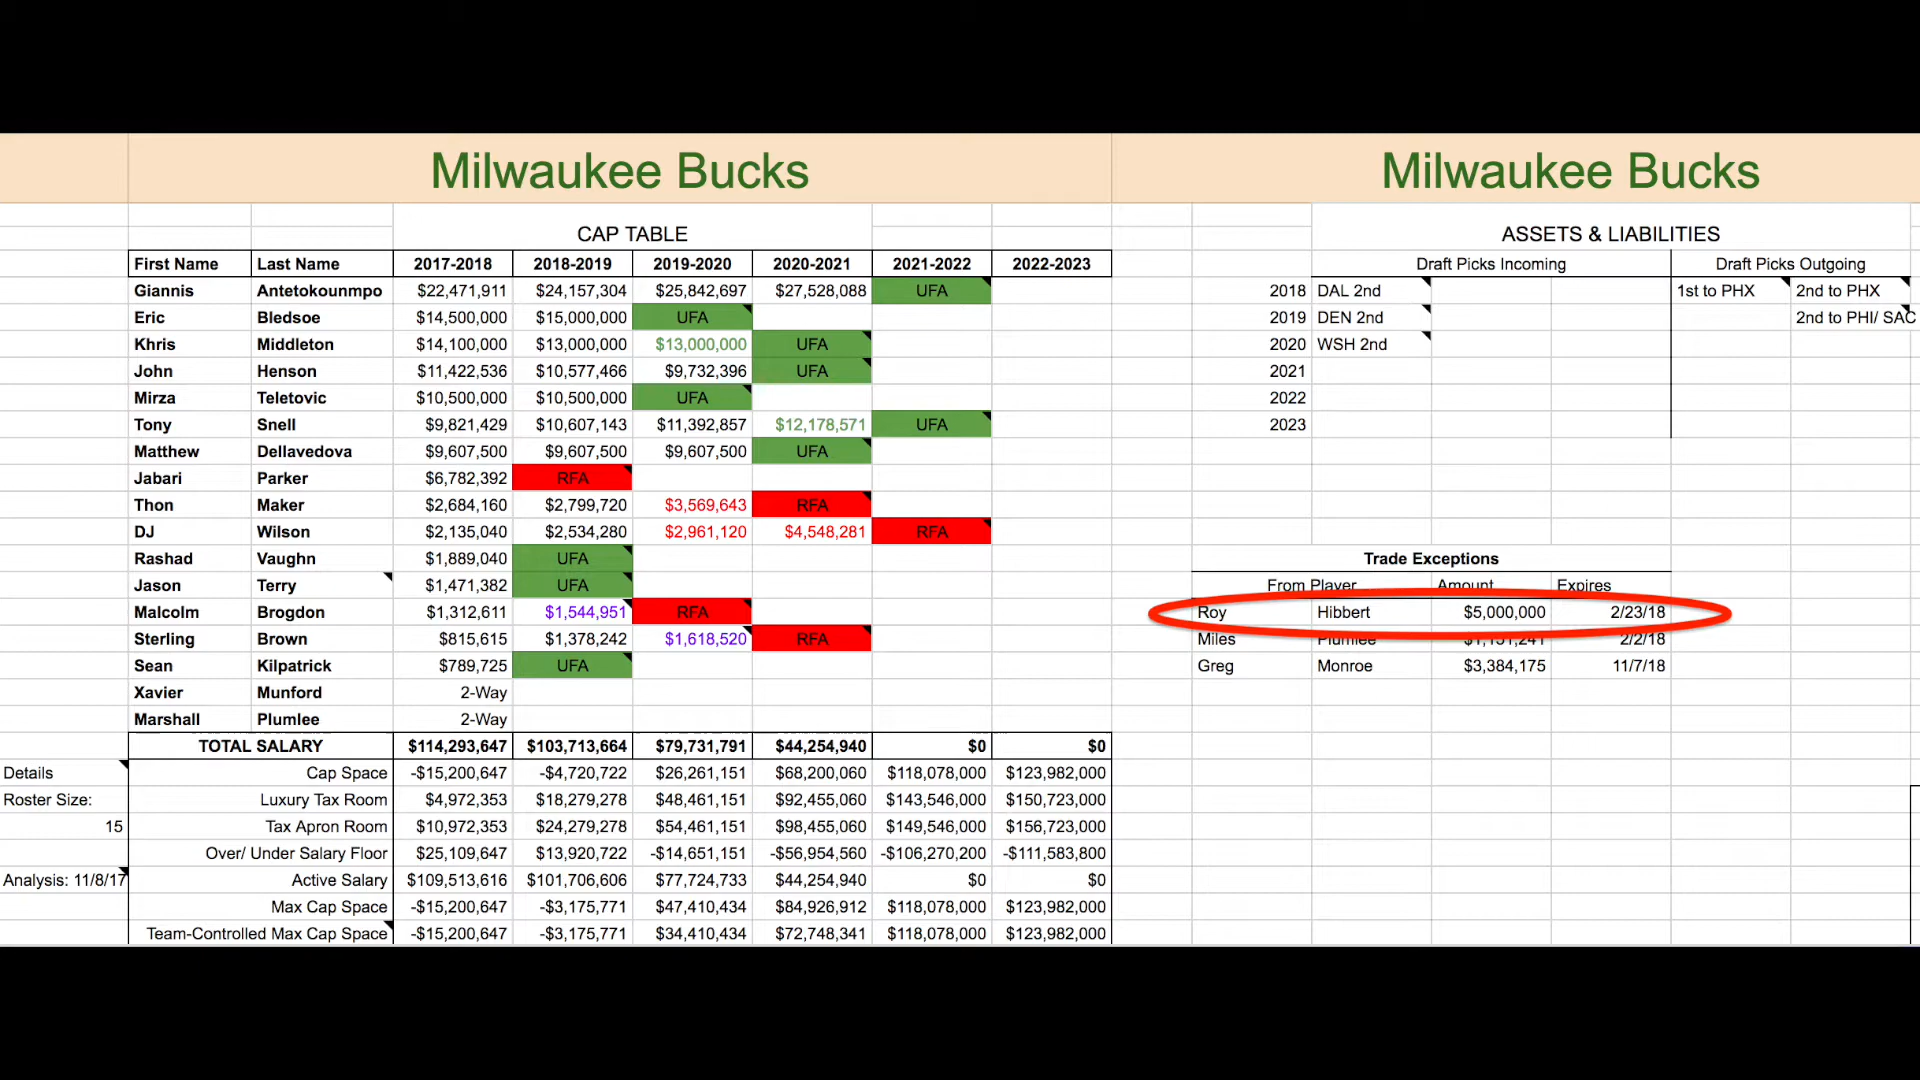 Milwaukee Bucks
Milwaukee Bucks
CAP TABLE
First Name Last Name 2017-2018 2018-2019 2019-2020 2020-2021 2021-2022 2022-2023
Giannis Antetokounmpo $22,471,911 $24,157,304 $25,842,697 $27,528,088 UFA
Eric Bledsoe $14,500,000 $15,000,000 UFA
Khris Middleton $14,100,000 $13,000,000 $13,000,000 UFA
John Henson $11,422,536 $10,577,466 $9,732,396 UFA
Mirza Teletovic $10,500,000 $10,500,000 UFA
Tony Snell $9,821,429 $10,607,143 $11,392,857 $12,178,571 UFA
Matthew Dellavedova $9,607,500 $9,607,500 $9,607,500 UFA
Jabari Parker $6,782,392 RFA
Thon Maker $2,684,160 $2,799,720 $3,569,643 RFA
DJ Wilson $2,135,040 $2,534,280 $2,961,120 $4,548,281 RFA
Rashad Vaughn $1,889,040 UFA
Jason Terry $1,471,382 UFA
Malcolm Brogdon $1,312,611 $1,544,951 RFA
Sterling Brown $815,615 $1,378,242 $1,618,520 RFA
Sean Kilpatrick $789,725 UFA
Xavier Munford 2-Way
Marshall Plumlee 2-Way
TOTAL SALARY $114,293,647 $103,713,664 $79,731,791 $44,254,940 $0 $0
Details Cap Space -$15,200,647 -$4,720,722 $26,261,151 $68,200,060 $118,078,000 $123,982,000
Roster Size: Luxury Tax Room $4,972,353 $18,279,278 $48,461,151 $92,455,060 $143,546,000 $150,723,000
15 Tax Apron Room $10,972,353 $24,279,278 $54,461,151 $98,455,060 $149,546,000 $156,723,000
Over/ Under Salary Floor $25,109,647 $13,920,722 -$14,651,151 -$56,954,560 -$106,270,200 -$111,583,800
Analysis: 11/8/17 Active Salary $109,513,616 $101,706,606 $77,724,733 $44,254,940 $0 $0
Max Cap Space -$15,200,647 -$3,175,771 $47,410,434 $84,926,912 $118,078,000 $123,982,000
Team-Controlled Max Cap Space -$15,200,647 -$3,175,771 $34,410,434 $72,748,341 $118,078,000 $123,982,000
ASSETS & LIABILITIES
Draft Picks Incoming Draft Picks Outgoing
2018 DAL 2nd 1st to PHX 2nd to PHX
2019 DEN 2nd 2nd to PHI/ SAC
2020 WSH 2nd
2021
2022
2023
Trade Exceptions
From Player Amount Expires
Roy Hibbert $5,000,000 2/23/18
Miles Plumlee $1,151,241 2/2/18
Greg Monroe $3,384,175 11/7/18